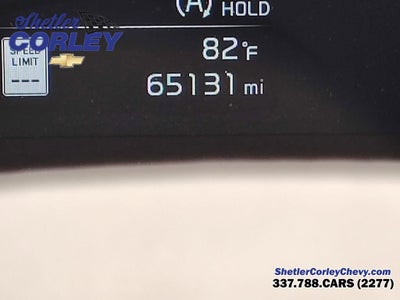 Shetler
CORLEY
(A) HOLD
SPEED
LIMIT
---
82°F
65131 mi
ShetlerCorleyChevy.com
337.788.CARS (2277)